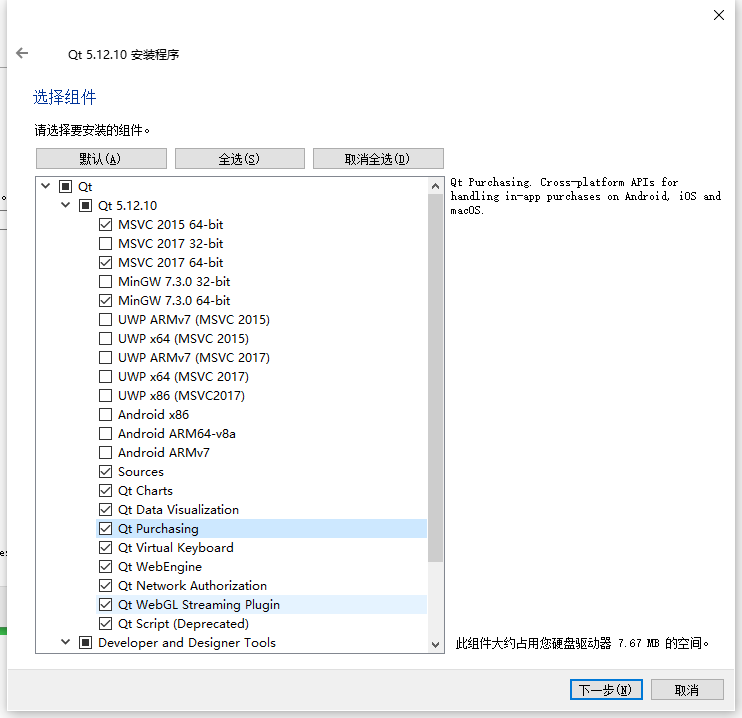 Qt 5.12.10 安装程序
选择组件
请选择要安装的组件。
默认(A)
全选(S)
取消全选(D)
Qt
Qt 5.12.10
MSVC 2015 64-bit
MSVC 2017 32-bit
MSVC 2017 64-bit
MinGW 7.3.0 32-bit
MinGW 7.3.0 64-bit
UWP ARMv7 (MSVC 2015)
UWP x64 (MSVC 2015)
UWP ARMv7 (MSVC 2017)
UWP x64 (MSVC 2017)
UWP x86 (MSVC2017)
Android x86
Android ARM64-v8a
Android ARMv7
Sources
Qt Charts
Qt Data Visualization
Qt Purchasing
Qt Virtual Keyboard
Qt WebEngine
Qt Network Authorization
Qt WebGL Streaming Plugin
Qt Script (Deprecated)
Developer and Designer Tools
Qt Purchasing. Cross-platform APIs for
handling in-app purchases on Android, iOS and
macOS.
此组件大约占用您硬盘驱动器 7.67 MB 的空间。
下一步(N)
取消